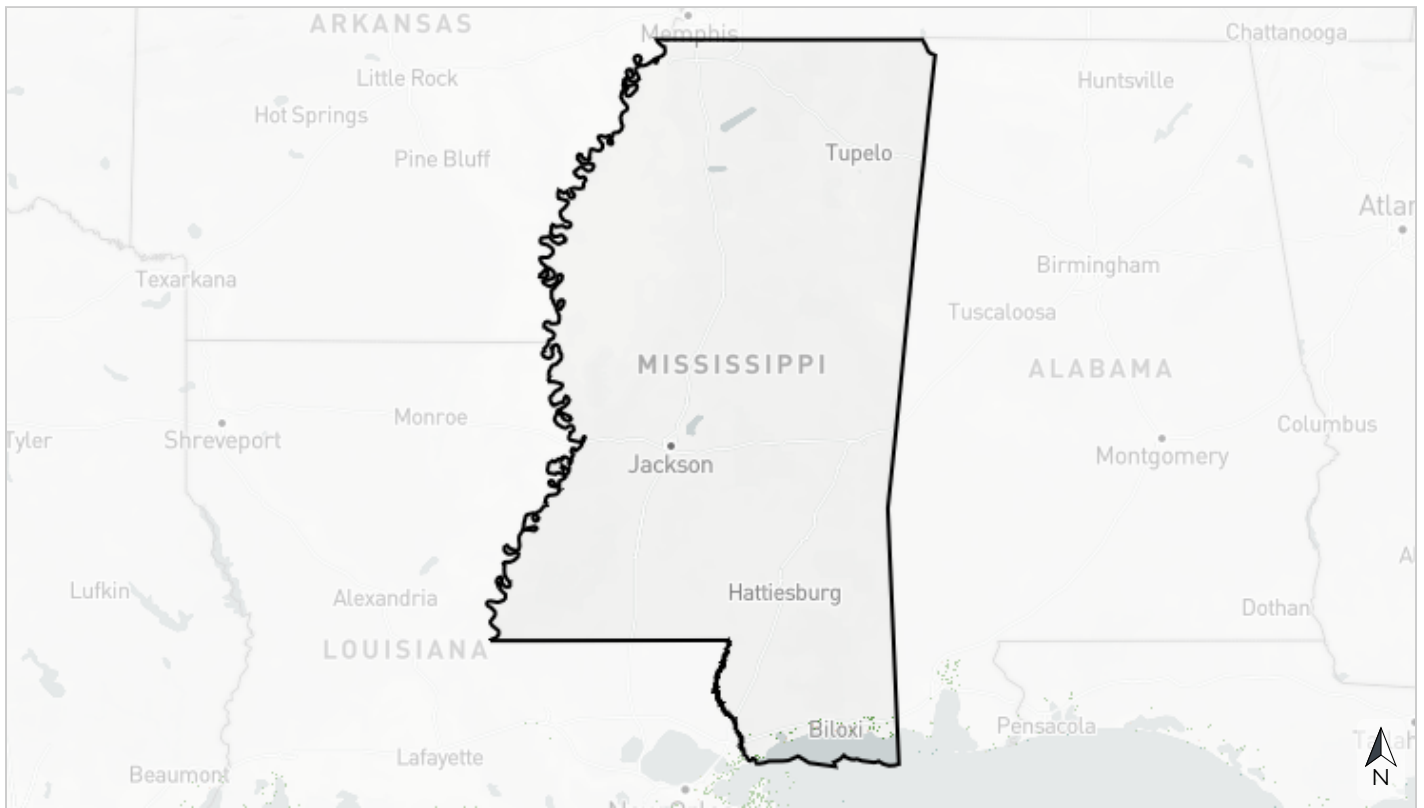 ARKANSAS
Memphis
Chattanooga
Little Rock
Huntsville
Hot Springs
Pine Bluff
Tupelo
Birmingham
Texarkana
Tuscaloosa
MISSISSIPPI
ALABAMA
Monroe
Columbus
Tyler
Shreveport
Jackson
Montgomery
Lufkin
Alexandria
Hattiesburg
Dothan
LOUISIANA
Biloxi
Pensacola
Lafayette
Beaumont
N